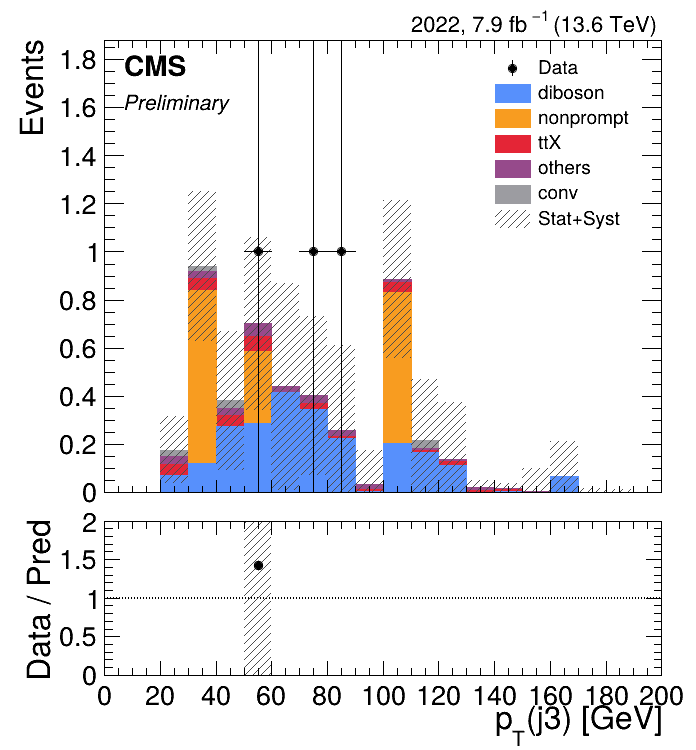 2022, 7.9 fb⁻¹ (13.6 TeV)
CMS
Preliminary
Events
1.8
1.6
1.4
1.2
1
0.8
0.6
0.4
0.2
0
Data
diboson
nonprompt
ttX
others
conv
Stat+Syst
Data / Pred
2
1.5
1
0.5
0
0 20 40 60 80 100 120 140 160 180 200
p_T(j3) [GeV]